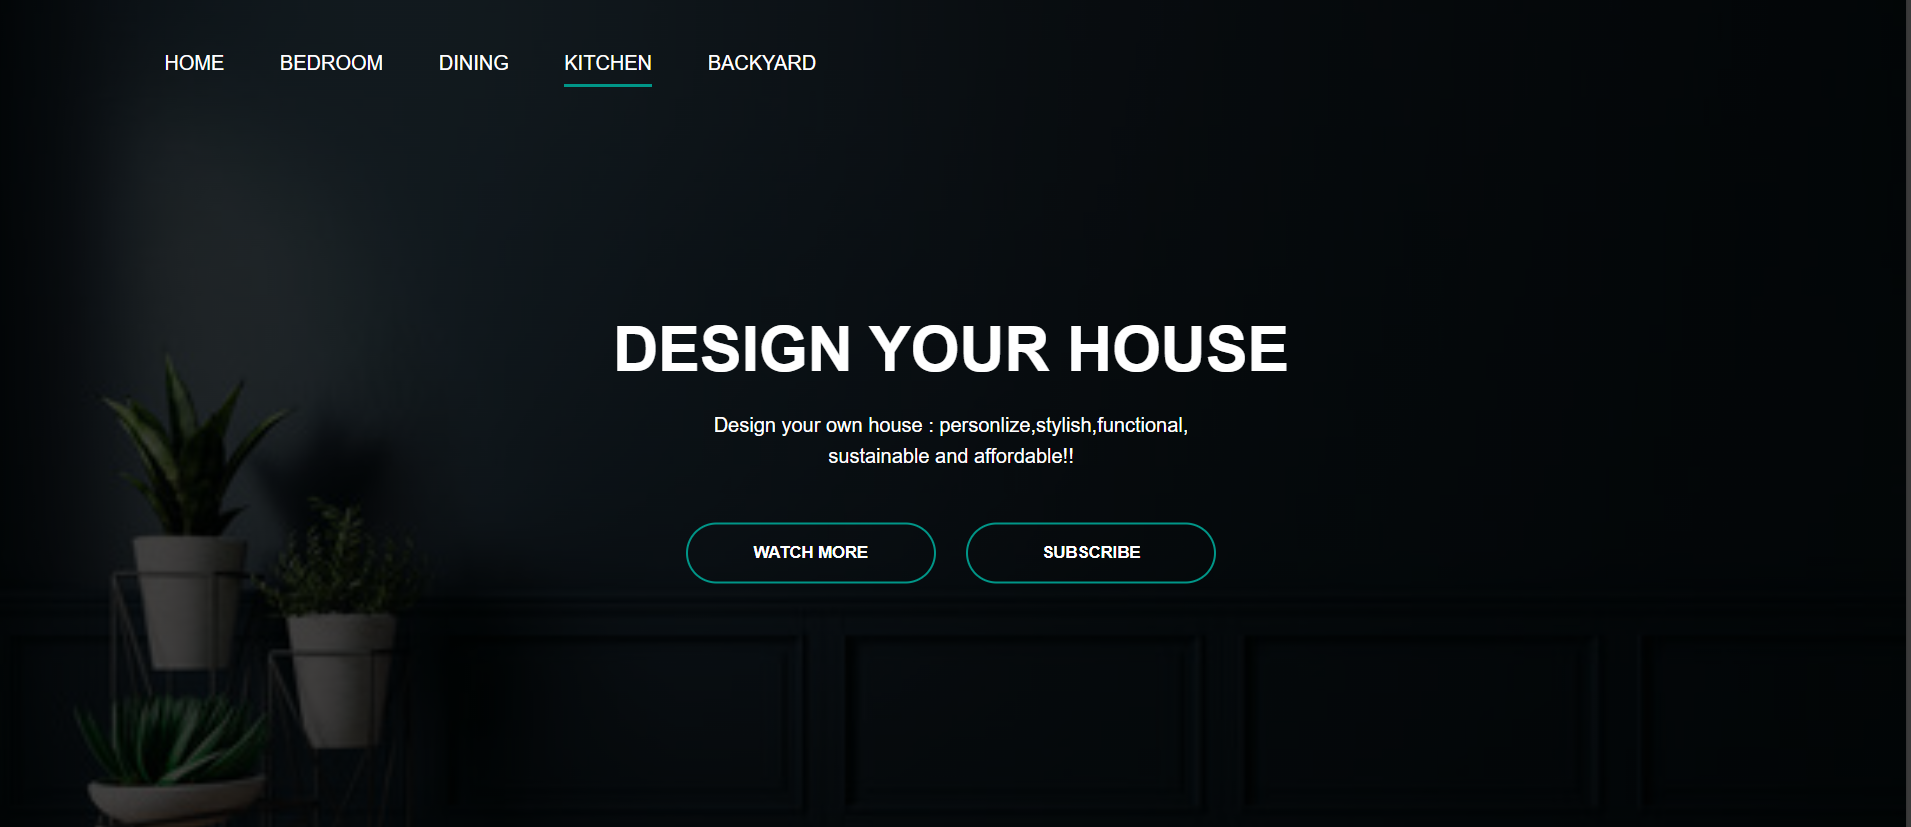 HOME BEDROOM DINING KITCHEN BACKYARD
DESIGN YOUR HOUSE
Design your own house : personlize,stylish,functional,
sustainable and affordable!!
WATCH MORE SUBSCRIBE